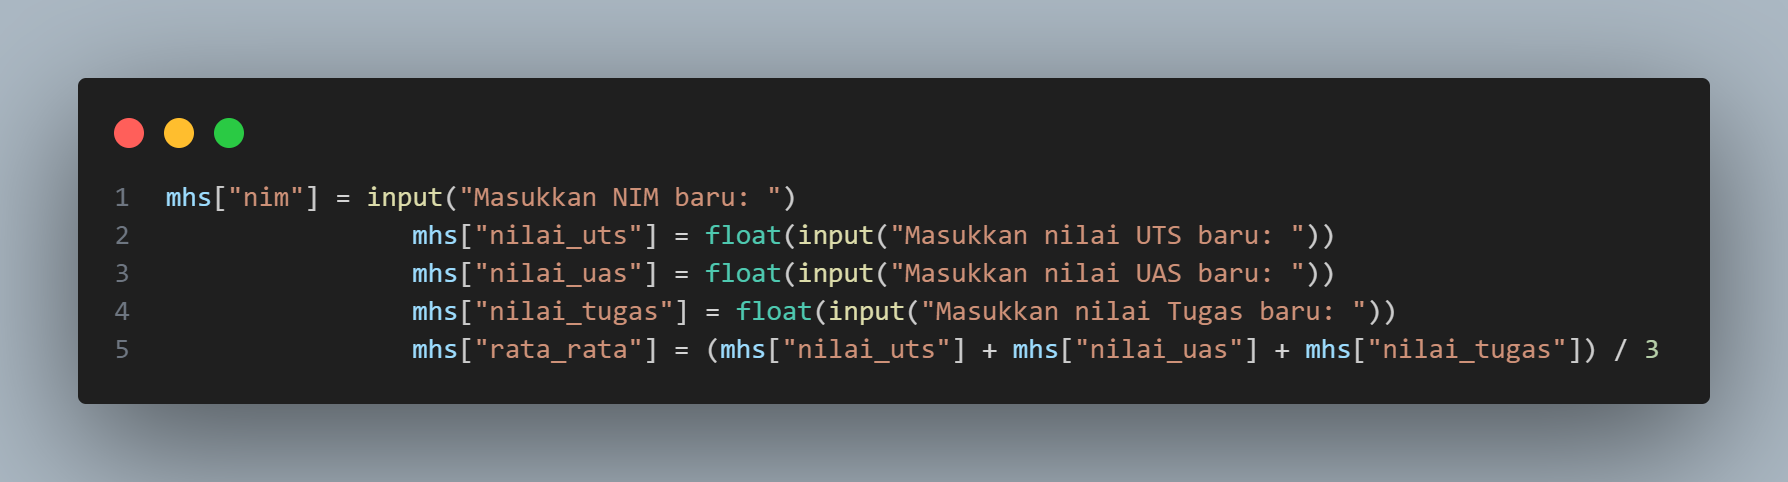 1 mhs["nim"] = input("Masukkan NIM baru: ")
2                 mhs["nilai_uts"] = float(input("Masukkan nilai UTS baru: "))
3                 mhs["nilai_uas"] = float(input("Masukkan nilai UAS baru: "))
4                 mhs["nilai_tugas"] = float(input("Masukkan nilai Tugas baru: "))
5                 mhs["rata_rata"] = (mhs["nilai_uts"] + mhs["nilai_uas"] + mhs["nilai_tugas"]) / 3